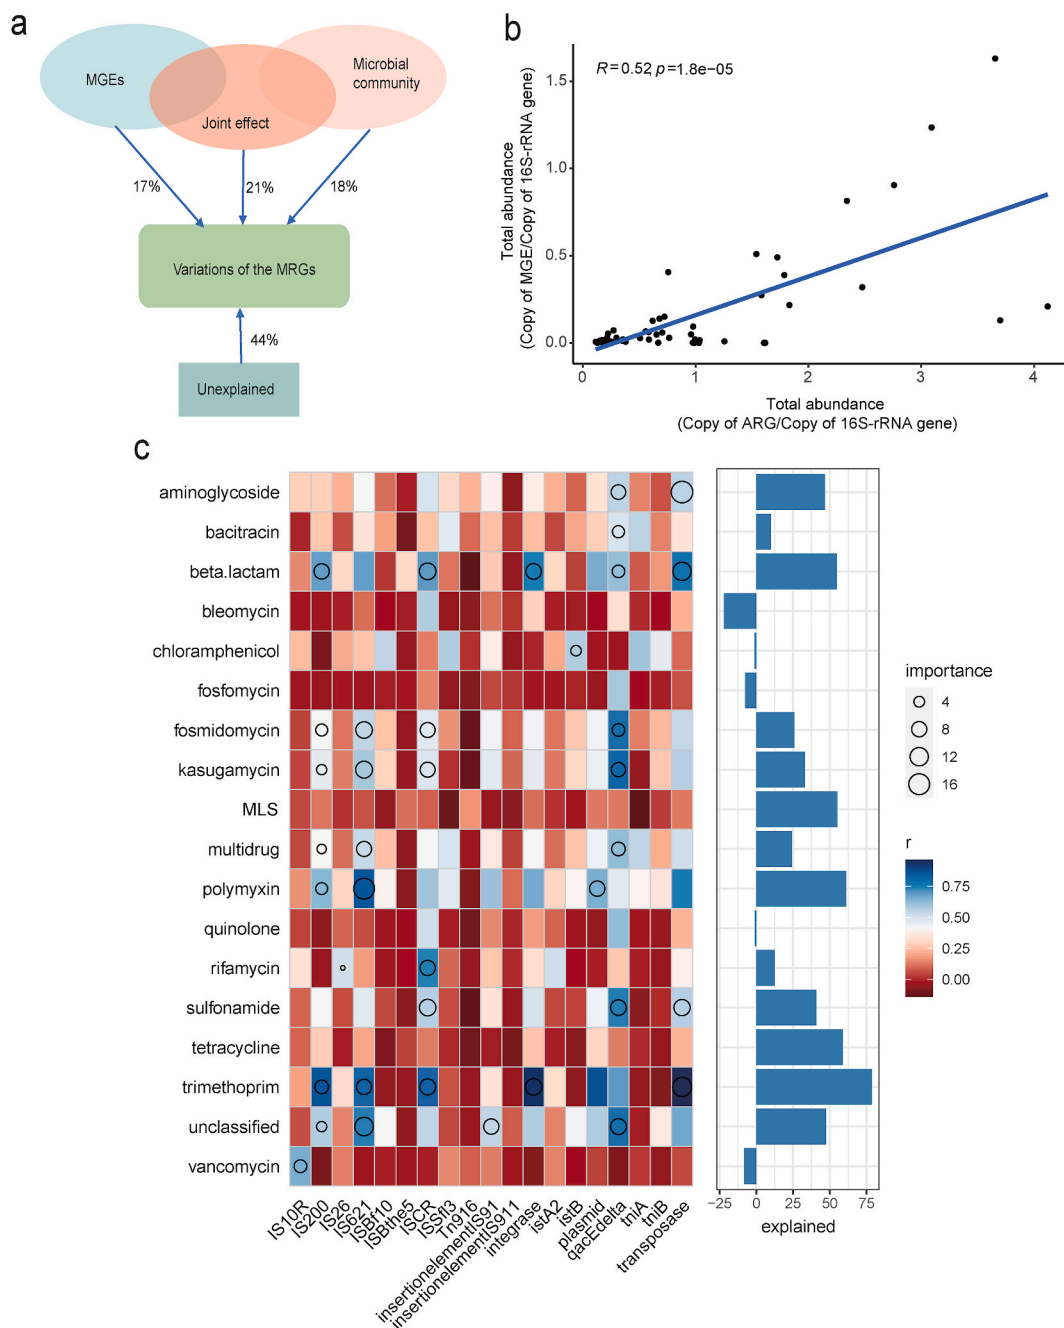 a
MGEs
Microbial
community
Joint effect
17%
21%
18%
Variations of the MRGs
44%
Unexplained
b
R=0.52 p=1.8e−05
Total abundance
(Copy of MGE/Copy of 16S-rRNA gene)
1.5
1.0
0.5
0.0
0 1 2 3 4
Total abundance
(Copy of ARG/Copy of 16S-rRNA gene)
c
aminoglycoside
bacitracin
beta.lactam
bleomycin
chloramphenicol
fosfomycin
fosmidomycin
kasugamycin
MLS
multidrug
polymyxin
quinolone
rifamycin
sulfonamide
tetracycline
trimethoprim
unclassified
vancomycin
IS10R
IS200
IS26
IS621
ISBf10
ISBthe5
ISCR
ISSfl3
Tn916
insertionelementIS91
insertionelementIS911
integrase
istA2
istB
plasmid
qacEdelta
tniA
tniB
transposase
−25 0 25 50 75
explained
importance
4
8
12
16
r
0.75
0.50
0.25
0.00